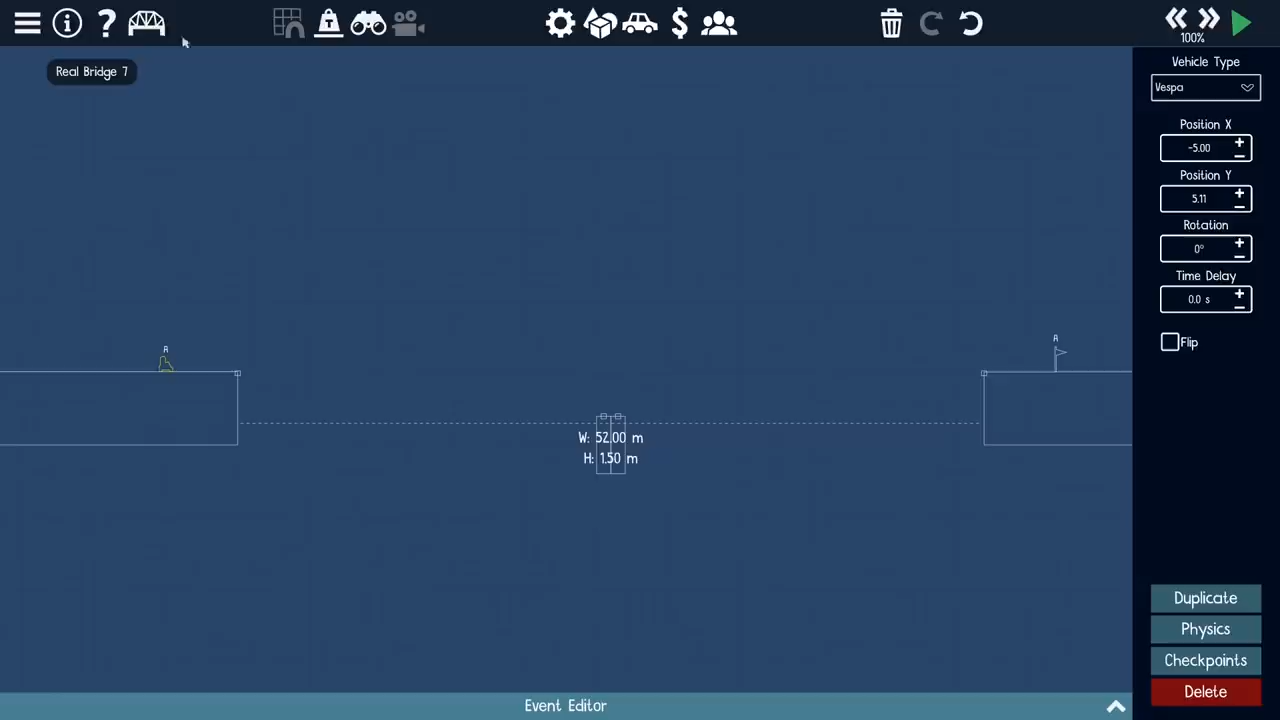 100%
Real Bridge 7
Vehicle Type
Vespa
Position X
-5.00
Position Y
5.11
Rotation
0°
Time Delay
0.0 s
Flip
A
A
W: 52.00 m
H: 1.50 m
Duplicate
Physics
Checkpoints
Delete
Event Editor